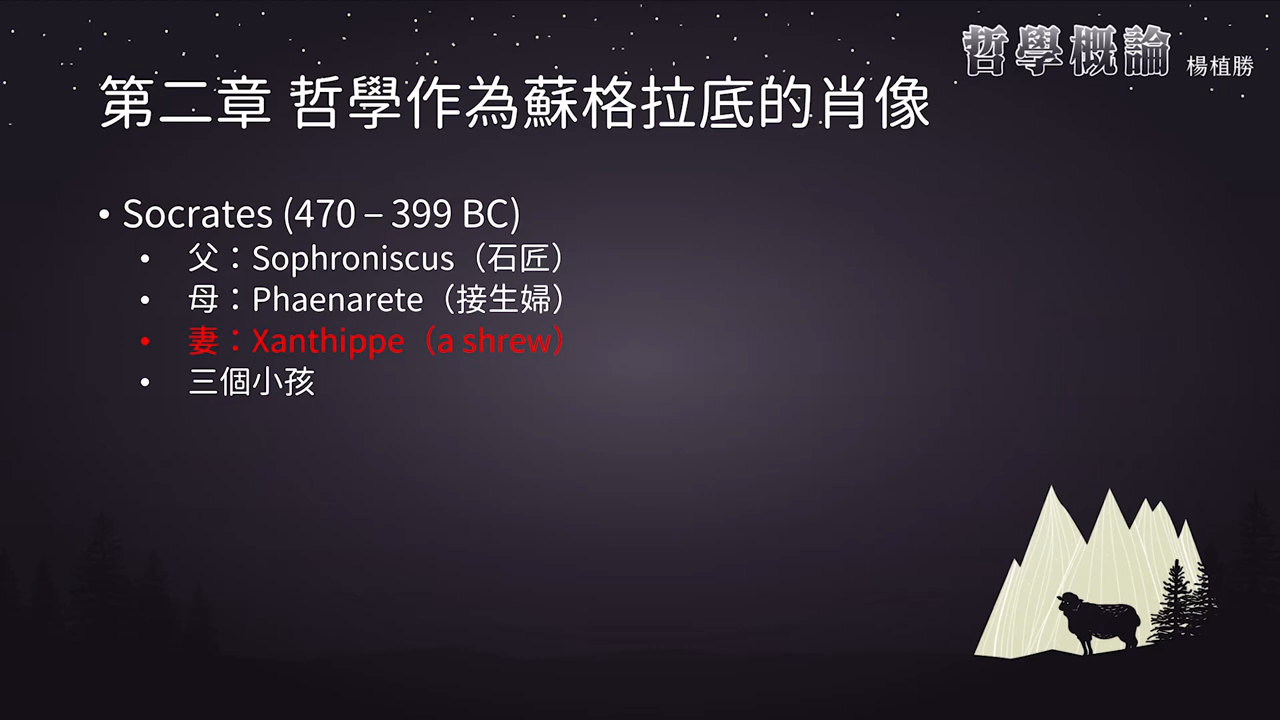 哲學概論 楊植勝
第二章 哲學作為蘇格拉底的肖像
• Socrates (470 – 399 BC)
• 父：Sophroniscus（石匠）
• 母：Phaenarete（接生婦）
• 妻：Xanthippe（a shrew）
• 三個小孩